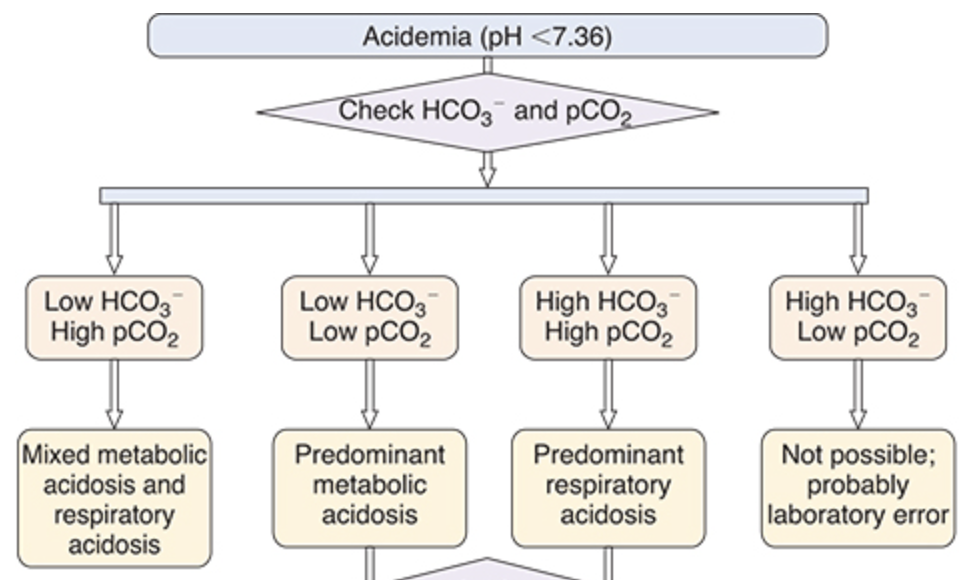 Acidemia (pH <7.36)
Check HCO₃⁻ and pCO₂
Low HCO₃⁻
High pCO₂
Low HCO₃⁻
Low pCO₂
High HCO₃⁻
High pCO₂
High HCO₃⁻
Low pCO₂
Mixed metabolic
acidosis and
respiratory
acidosis
Predominant
metabolic
acidosis
Predominant
respiratory
acidosis
Not possible;
probably
laboratory error